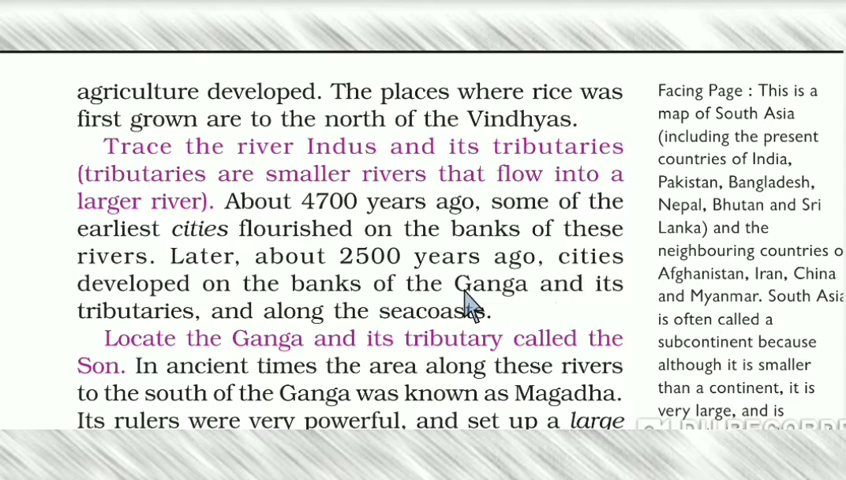 agriculture developed. The places where rice was
first grown are to the north of the Vindhyas.
Trace the river Indus and its tributaries
(tributaries are smaller rivers that flow into a
larger river). About 4700 years ago, some of the
earliest cities flourished on the banks of these
rivers. Later, about 2500 years ago, cities
developed on the banks of the Ganga and its
tributaries, and along the seacoasts.
Locate the Ganga and its tributary called the
Son. In ancient times the area along these rivers
to the south of the Ganga was known as Magadha.
Its rulers were very powerful, and set up a large
Facing Page : This is a
map of South Asia
(including the present
countries of India,
Pakistan, Bangladesh,
Nepal, Bhutan and Sri
Lanka) and the
neighbouring countries o
Afghanistan, Iran, China
and Myanmar. South Asia
is often called a
subcontinent because
although it is smaller
than a continent, it is
very large, and is